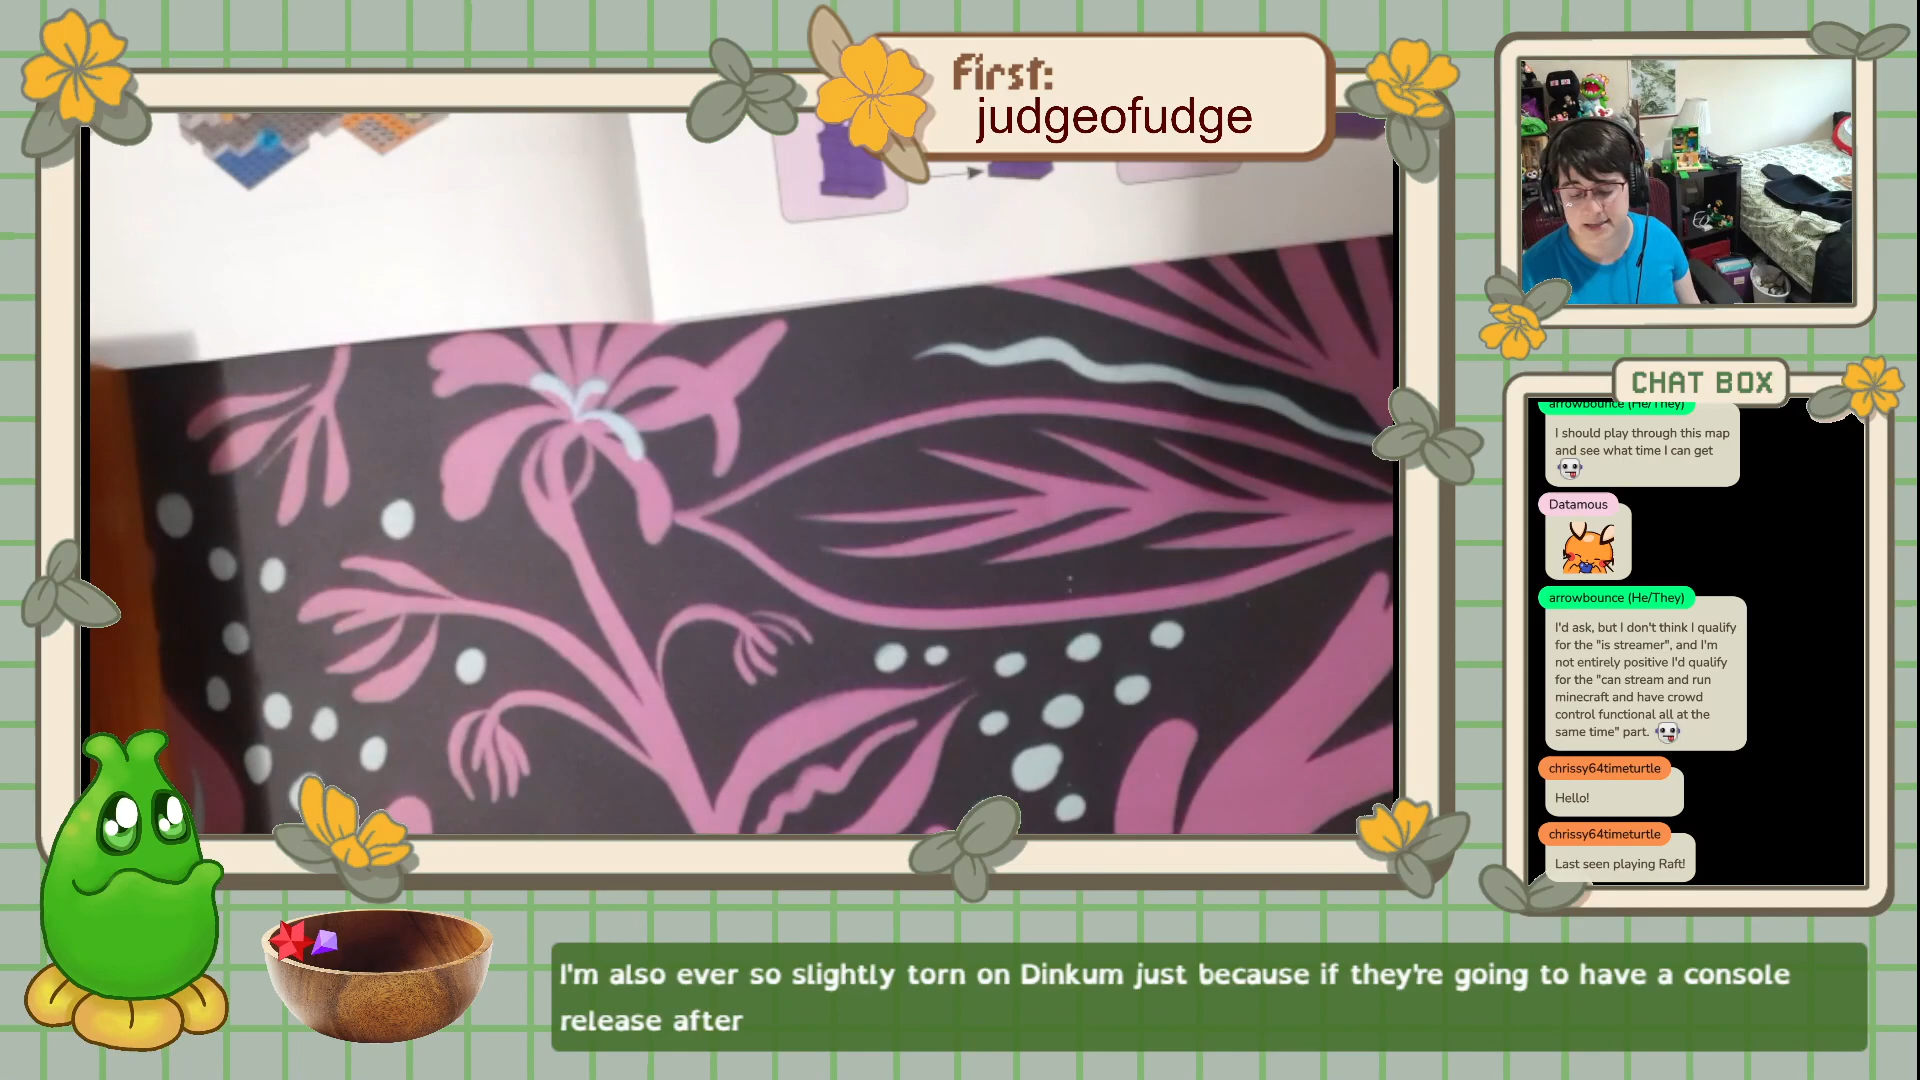 First:
judgeofudge
CHAT BOX
arrowbounce (He/They)
I should play through this map
and see what time I can get
Datamous
arrowbounce (He/They)
I'd ask, but I don't think I qualify
for the "is streamer", and I'm
not entirely positive I'd qualify
for the "can stream and run
minecraft and have crowd
control functional all at the
same time" part.
chrissy64timeturtle
Hello!
chrissy64timeturtle
Last seen playing Raft!
I'm also ever so slightly torn on Dinkum just because if they're going to have a console
release after